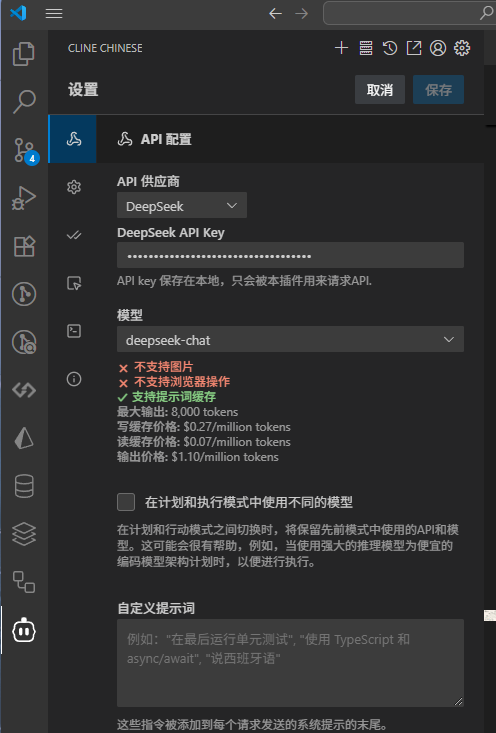 CLINE CHINESE
设置
取消
保存
4
API 配置
API 供应商
DeepSeek
DeepSeek API Key
••••••••••••••••••••••••••••••••••
API key 保存在本地，只会被本插件用来请求API.
模型
deepseek-chat
不支持图片
不支持浏览器操作
支持提示词缓存
最大输出: 8,000 tokens
写缓存价格: $0.27/million tokens
读缓存价格: $0.07/million tokens
输出价格: $1.10/million tokens
在计划和执行模式中使用不同的模型
在计划和行动模式之间切换时，将保留先前模式中使用的API和模
型。这可能会很有帮助，例如，当使用强大的推理模型为便宜的
编码模型架构计划时，以便进行执行。
自定义提示词
例如："在最后运行单元测试", "使用 TypeScript 和
async/await", "说西班牙语"
这些指令被添加到每个请求发送的系统提示的末尾。